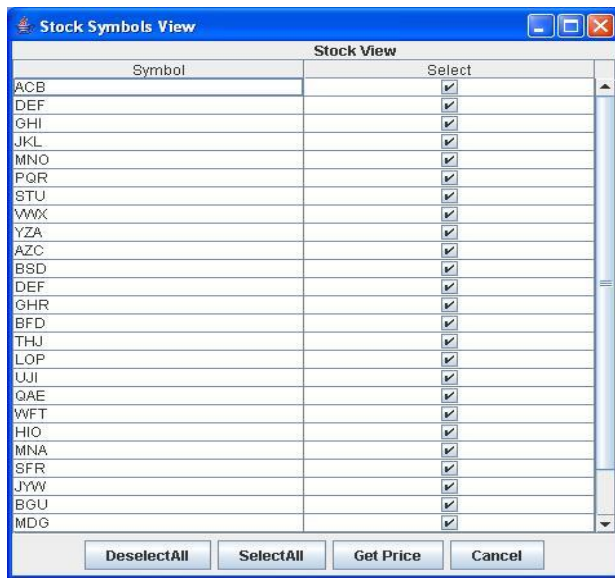 Stock Symbols View
Stock View
Symbol Select
ACB
DEF
GHI
JKL
MNO
PQR
STU
VWX
YZA
AZC
BSD
DEF
GHR
BFD
THJ
LOP
UJI
QAE
WFT
HIO
MNA
SFR
JYW
BGU
MDG
DeselectAll SelectAll Get Price Cancel